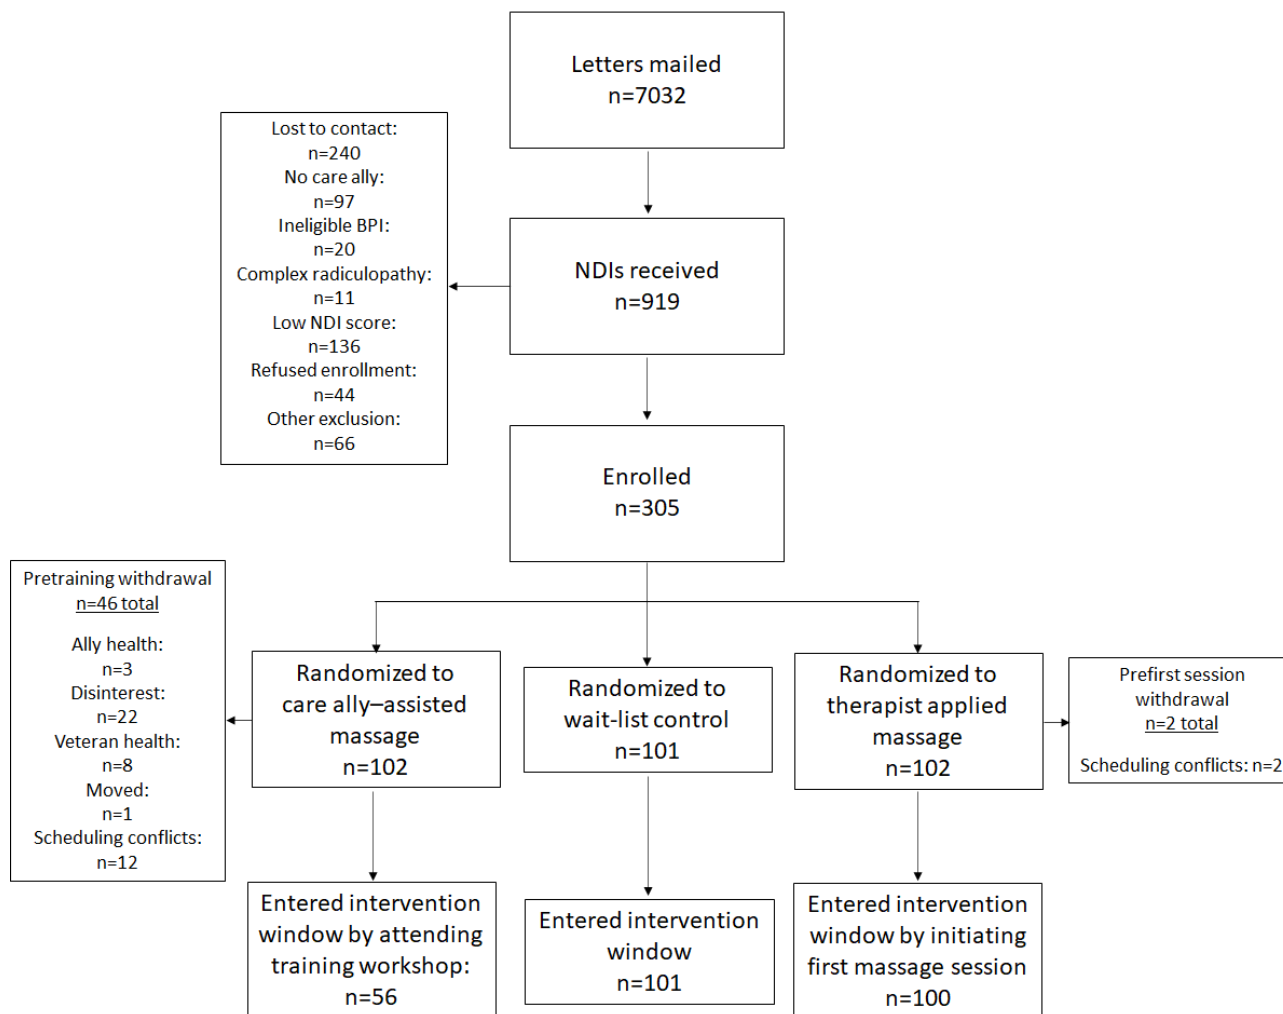 Letters mailed
n=7032
Lost to contact:
n=240
No care ally:
n=97
Ineligible BPI:
n=20
Complex radiculopathy:
n=11
Low NDI score:
n=136
Refused enrollment:
n=44
Other exclusion:
n=66
NDIs received
n=919
Enrolled
n=305
Pretraining withdrawal
n=46 total
Ally health:
n=3
Disinterest:
n=22
Veteran health:
n=8
Moved:
n=1
Scheduling conflicts:
n=12
Randomized to
care ally–assisted
massage
n=102
Randomized to
wait-list control
n=101
Randomized to
therapist applied
massage
n=102
Prefirst session
withdrawal
n=2 total
Scheduling conflicts: n=2
Entered intervention
window by attending
training workshop:
n=56
Entered intervention
window
n=101
Entered intervention
window by initiating
first massage session
n=100